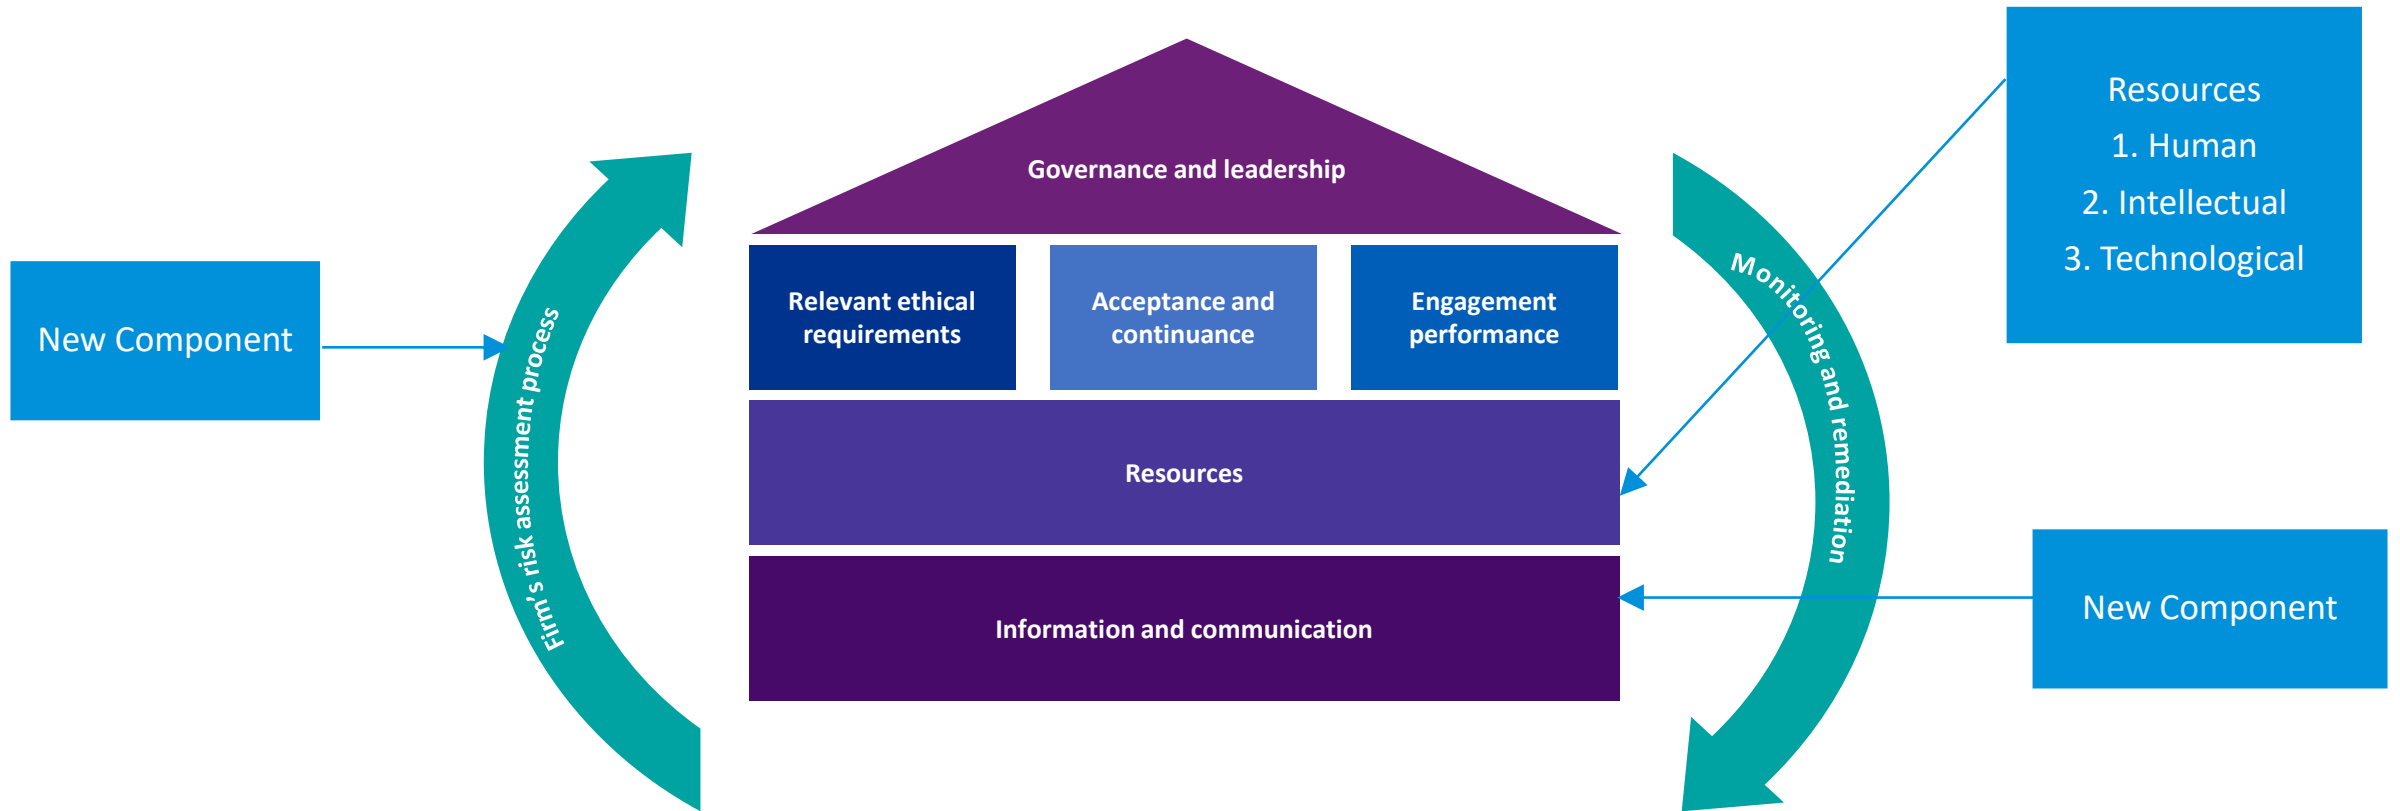 Governance and leadership
Resources
1. Human
2. Intellectual
3. Technological
New Component
Firm’s risk assessment process
Relevant ethical
requirements
Acceptance and
continuance
Engagement
performance
Monitoring and remediation
Resources
Information and communication
New Component